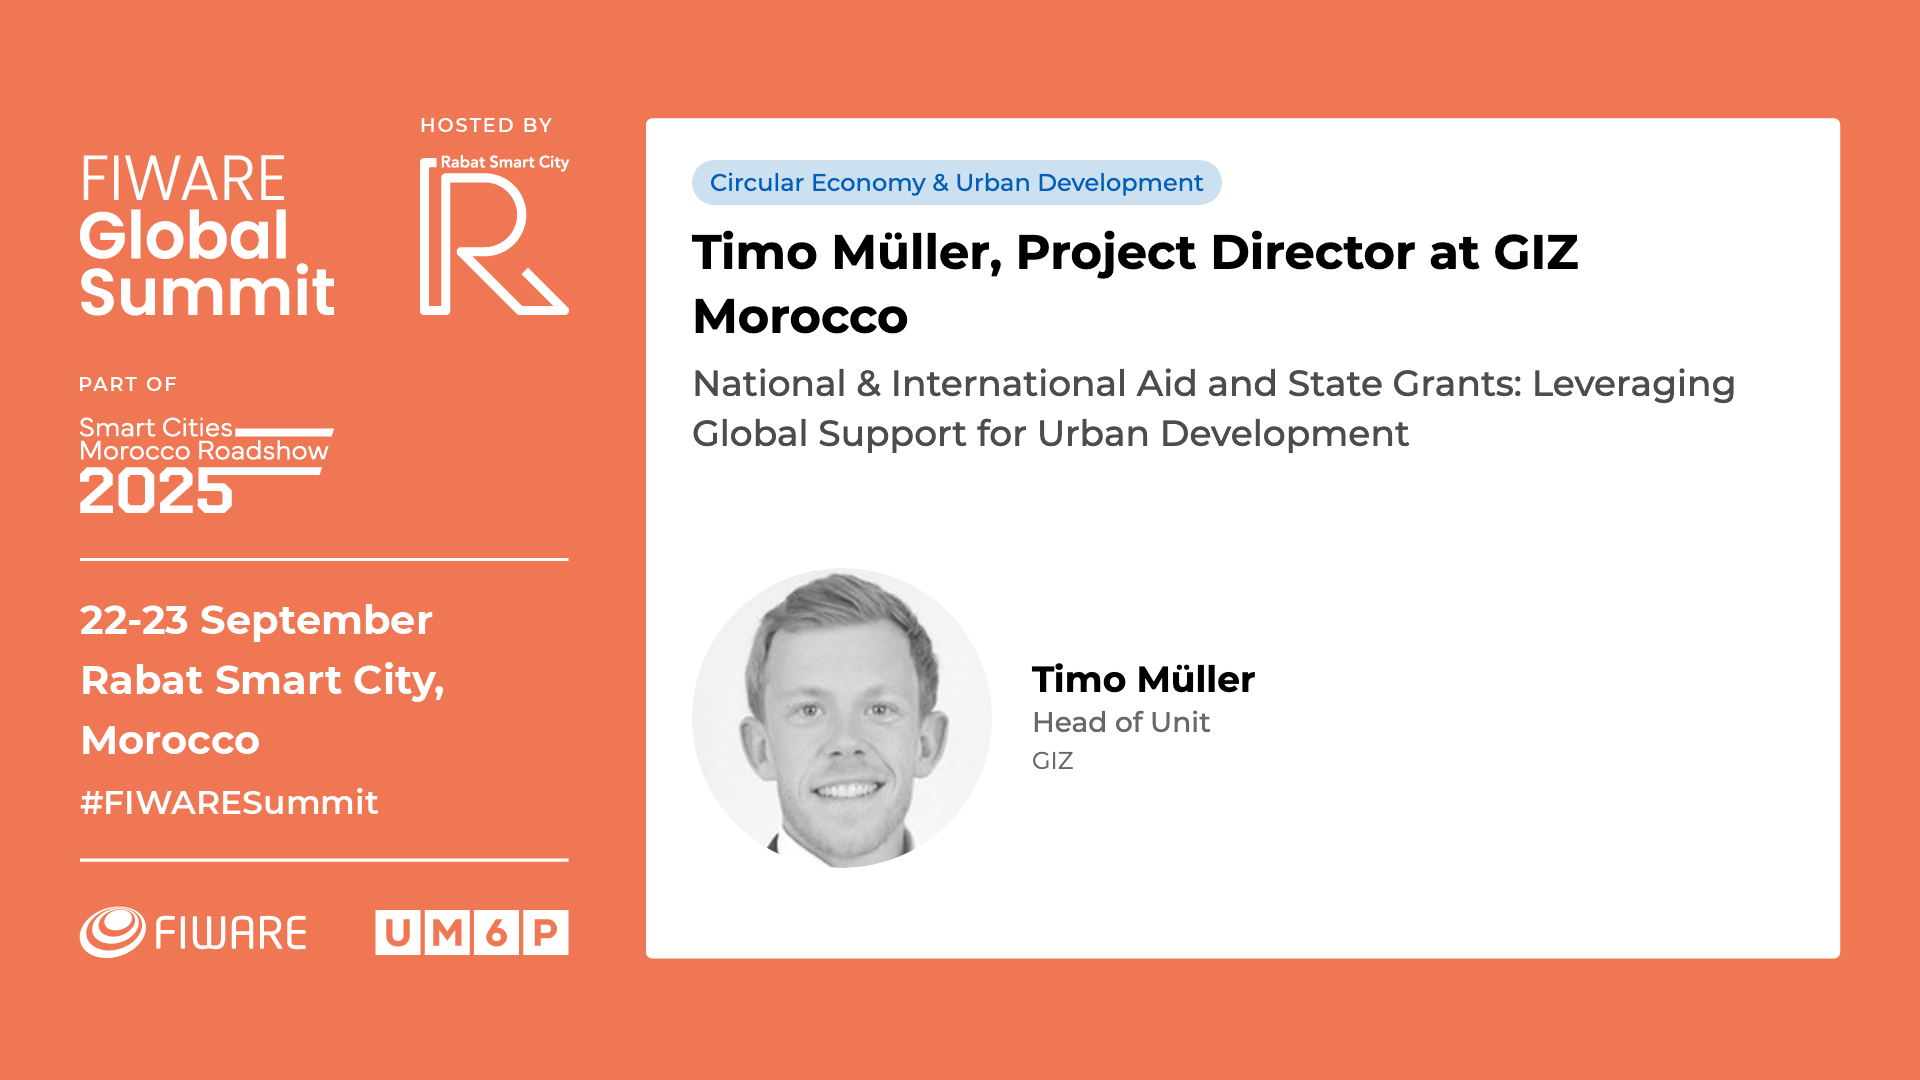 HOSTED BY
FIWARE
Global
Summit
Rabat Smart City
R
PART OF
Smart Cities
Morocco Roadshow
2025
22-23 September
Rabat Smart City,
Morocco
#FIWARESummit
FIWARE
UM6P
Circular Economy & Urban Development
Timo Müller, Project Director at GIZ
Morocco
National & International Aid and State Grants: Leveraging
Global Support for Urban Development
Timo Müller
Head of Unit
GIZ